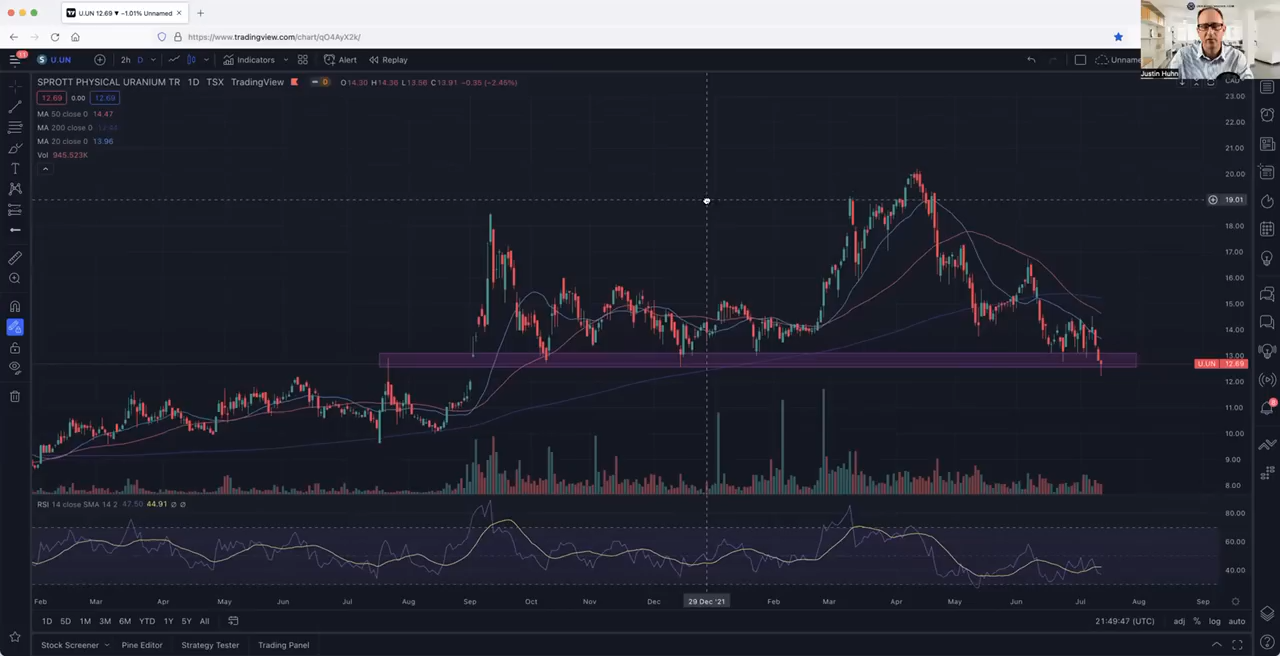 U.UN 12.69 ▼ −1.01% Unnamed
https://www.tradingview.com/chart/qO4AyX2k/
U.UN
2h
D
Indicators
Alert
Replay
Unname
Justin Huhn
SPROTT PHYSICAL URANIUM TR 1D TSX TradingView
D
O14.30 H14.36 L13.56 C13.91 −0.35 (−2.45%)
12.69 0.00 12.69
MA 50 close 0 14.47
MA 200 close 0
MA 20 close 0 13.96
Vol 945.523K
23.00
22.00
21.00
20.00
19.01
18.00
17.00
16.00
15.00
14.00
13.00
U.UN 12.69
12.00
11.00
10.00
9.00
8.00
RSI 14 close SMA 14 2 47.50 44.91 ∅ ∅
80.00
60.00
40.00
Feb Mar Apr May Jun Jul Aug Sep Oct Nov Dec 29 Dec '21 Feb Mar Apr May Jun Jul Aug Sep
1D 5D 1M 3M 6M YTD 1Y 5Y All
21:49:47 (UTC) adj % log auto
Stock Screener Pine Editor Strategy Tester Trading Panel